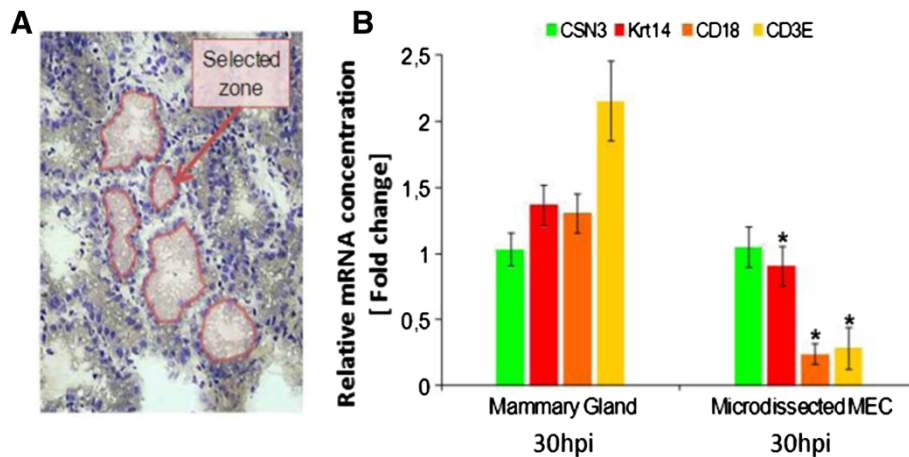 A
Selected
zone
B
CSN3 Krt14 CD18 CD3E
Relative mRNA concentration
[ Fold change]
2,5
2
1,5
1
0,5
0
*
* *
Mammary Gland Microdissected MEC
30hpi 30hpi